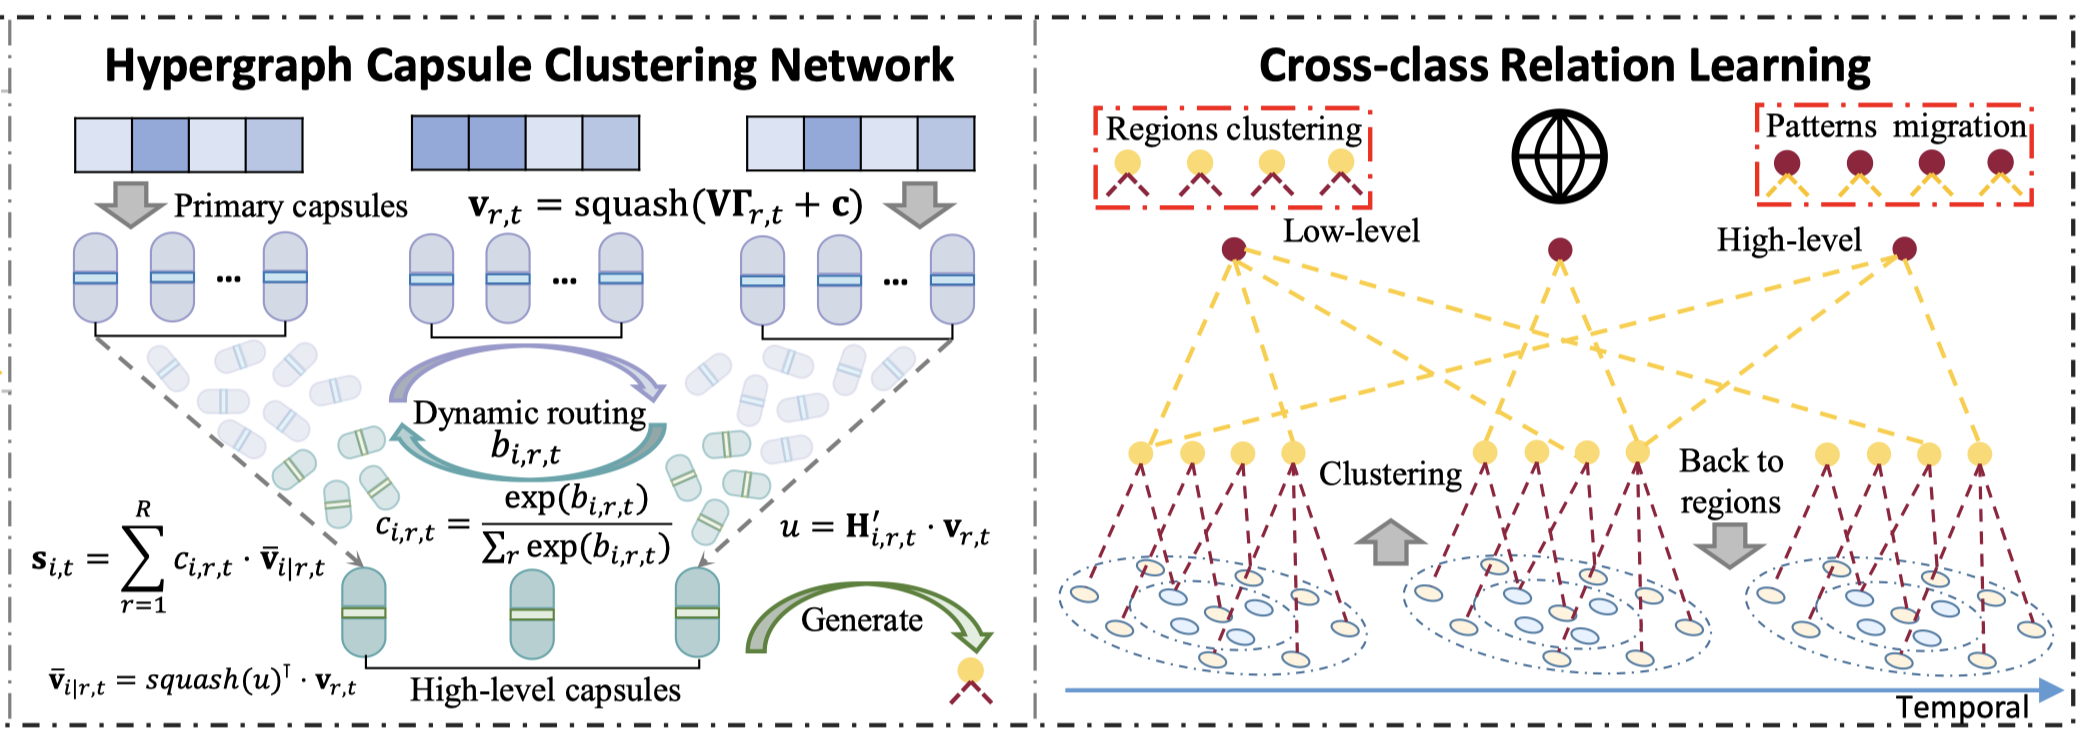 Hypergraph Capsule Clustering Network
Primary capsules
𝐯_{r,t} = squash(𝐕𝚪_{r,t} + 𝐜)
...
...
...
Dynamic routing
b_{i,r,t}
c_{i,r,t} = exp(b_{i,r,t}) / ∑_r exp(b_{i,r,t})
u = 𝐇′_{i,r,t} · 𝐯_{r,t}
𝐬_{i,t} = ∑_{r=1}^{R} c_{i,r,t} · 𝐯̄_{i|r,t}
Generate
𝐯̄_{i|r,t} = squash(u)^⊺ · 𝐯_{r,t}
High-level capsules
Cross-class Relation Learning
Regions clustering
Patterns migration
Low-level
High-level
Clustering
Back to
regions
Temporal